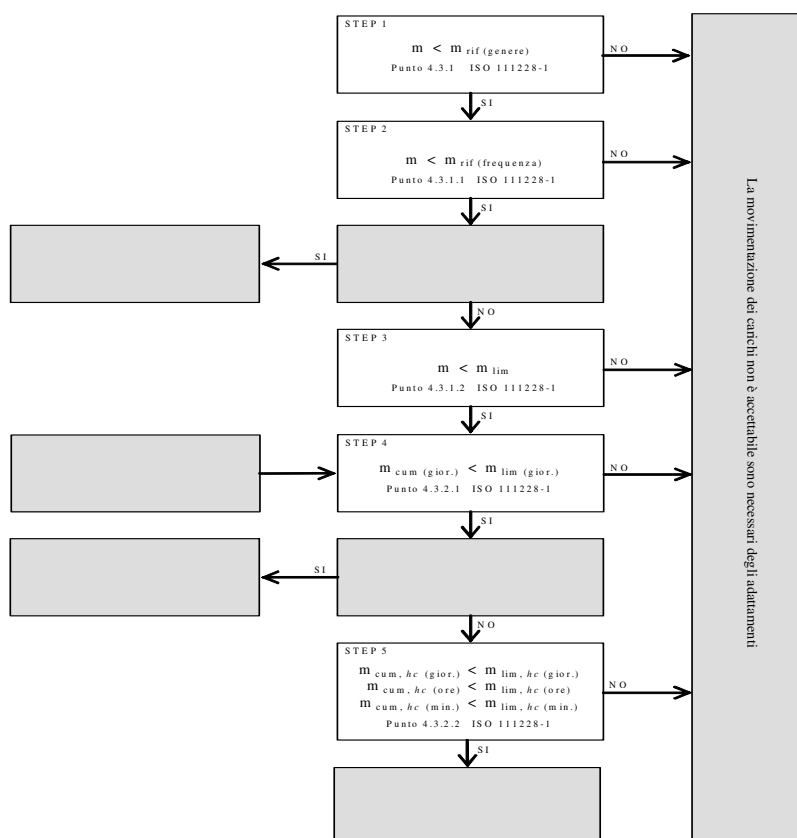 STEP 1
m < m rif (genere)
Punto 4.3.1 ISO 111228-1
NO
SI
STEP 2
m < m rif (frequenza)
Punto 4.3.1.1 ISO 111228-1
NO
SI
SI
NO
STEP 3
m < m lim
Punto 4.3.1.2 ISO 111228-1
NO
SI
STEP 4
m cum (gior.) < m lim (gior.)
Punto 4.3.2.1 ISO 111228-1
NO
SI
SI
NO
STEP 5
m cum, hc (gior.) < m lim, hc (gior.)
m cum, hc (ore) < m lim, hc (ore)
m cum, hc (min.) < m lim, hc (min.)
Punto 4.3.2.2 ISO 111228-1
NO
SI
La movimentazione dei carichi non è accettabile sono necessari degli adattamenti